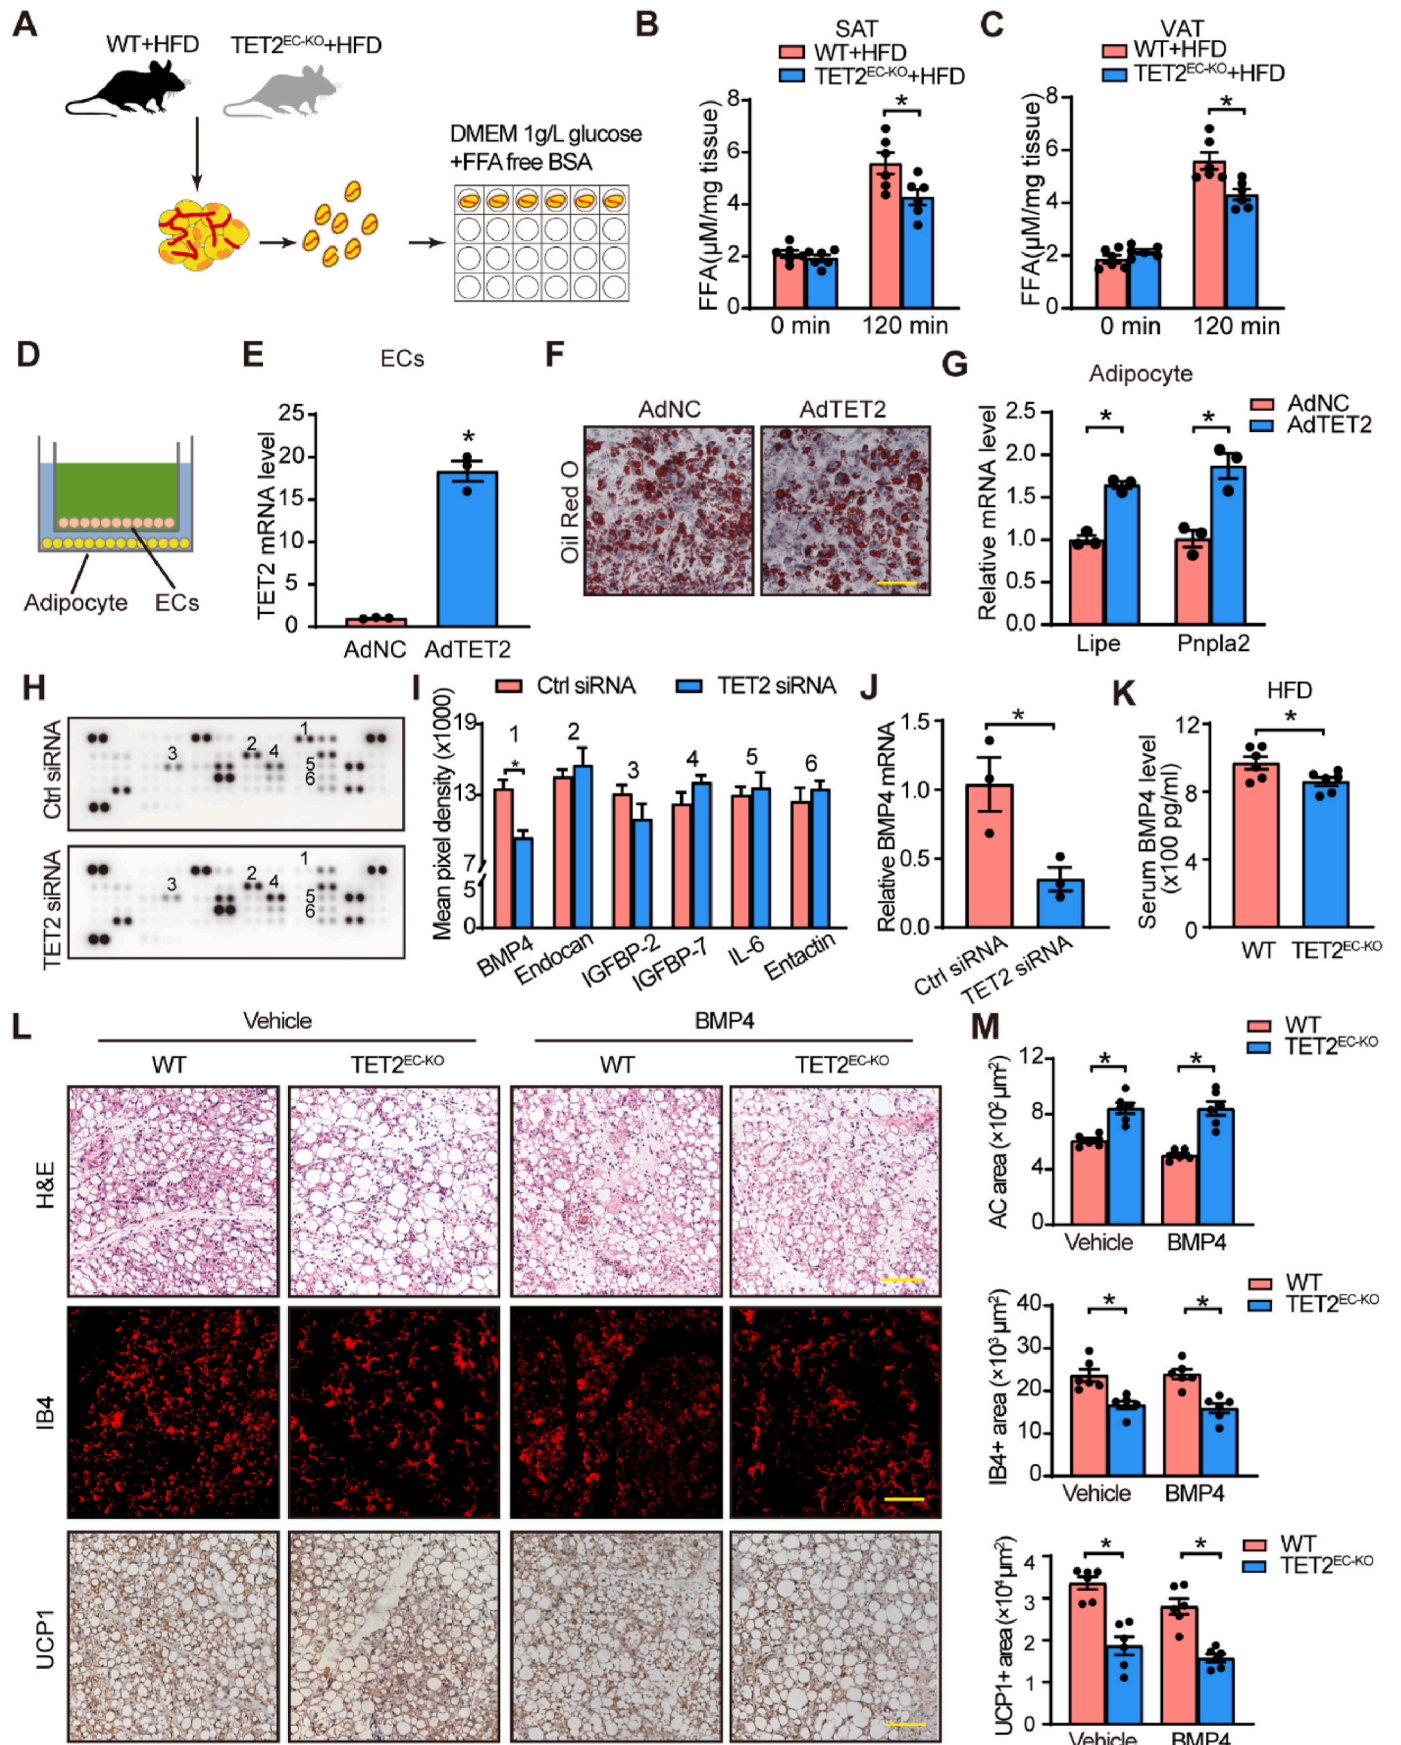 A
WT+HFD
TET2EC-KO+HFD
DMEM 1g/L glucose
+FFA free BSA
B
SAT
WT+HFD
TET2EC-KO+HFD
FFA(μM/mg tissue)
8
6
4
2
0
*
0 min
120 min
C
VAT
WT+HFD
TET2EC-KO+HFD
FFA(μM/mg tissue)
8
6
4
2
0
*
0 min
120 min
D
Adipocyte
ECs
E
ECs
TET2 mRNA level
25
20
15
10
5
0
*
AdNC
AdTET2
F
AdNC
AdTET2
Oil Red O
G
Adipocyte
AdNC
AdTET2
Relative mRNA level
2.5
2.0
1.5
1.0
0.5
0.0
*
*
Lipe
Pnpla2
H
Ctrl siRNA
1
2
3
4
5
6
TET2 siRNA
1
2
3
4
5
6
I
Ctrl siRNA
TET2 siRNA
Mean pixel density (x1000)
19
13
7
5
0
1
*
2
3
4
5
6
BMP4
Endocan
IGFBP-2
IGFBP-7
IL-6
Entactin
J
Relative BMP4 mRNA
1.5
1.0
0.5
0.0
*
Ctrl siRNA
TET2 siRNA
K
HFD
Serum BMP4 level
(x100 pg/ml)
12
8
4
0
*
WT
TET2EC-KO
L
Vehicle
BMP4
WT
TET2EC-KO
WT
TET2EC-KO
H&E
IB4
UCP1
M
WT
TET2EC-KO
AC area (×10² μm²)
12
8
4
0
*
*
Vehicle
BMP4
WT
TET2EC-KO
IB4+ area (×10³ μm²)
40
30
20
10
0
*
*
Vehicle
BMP4
WT
TET2EC-KO
UCP1+ area (×10⁴ μm²)
4
3
2
1
0
*
*
Vehicle
BMP4